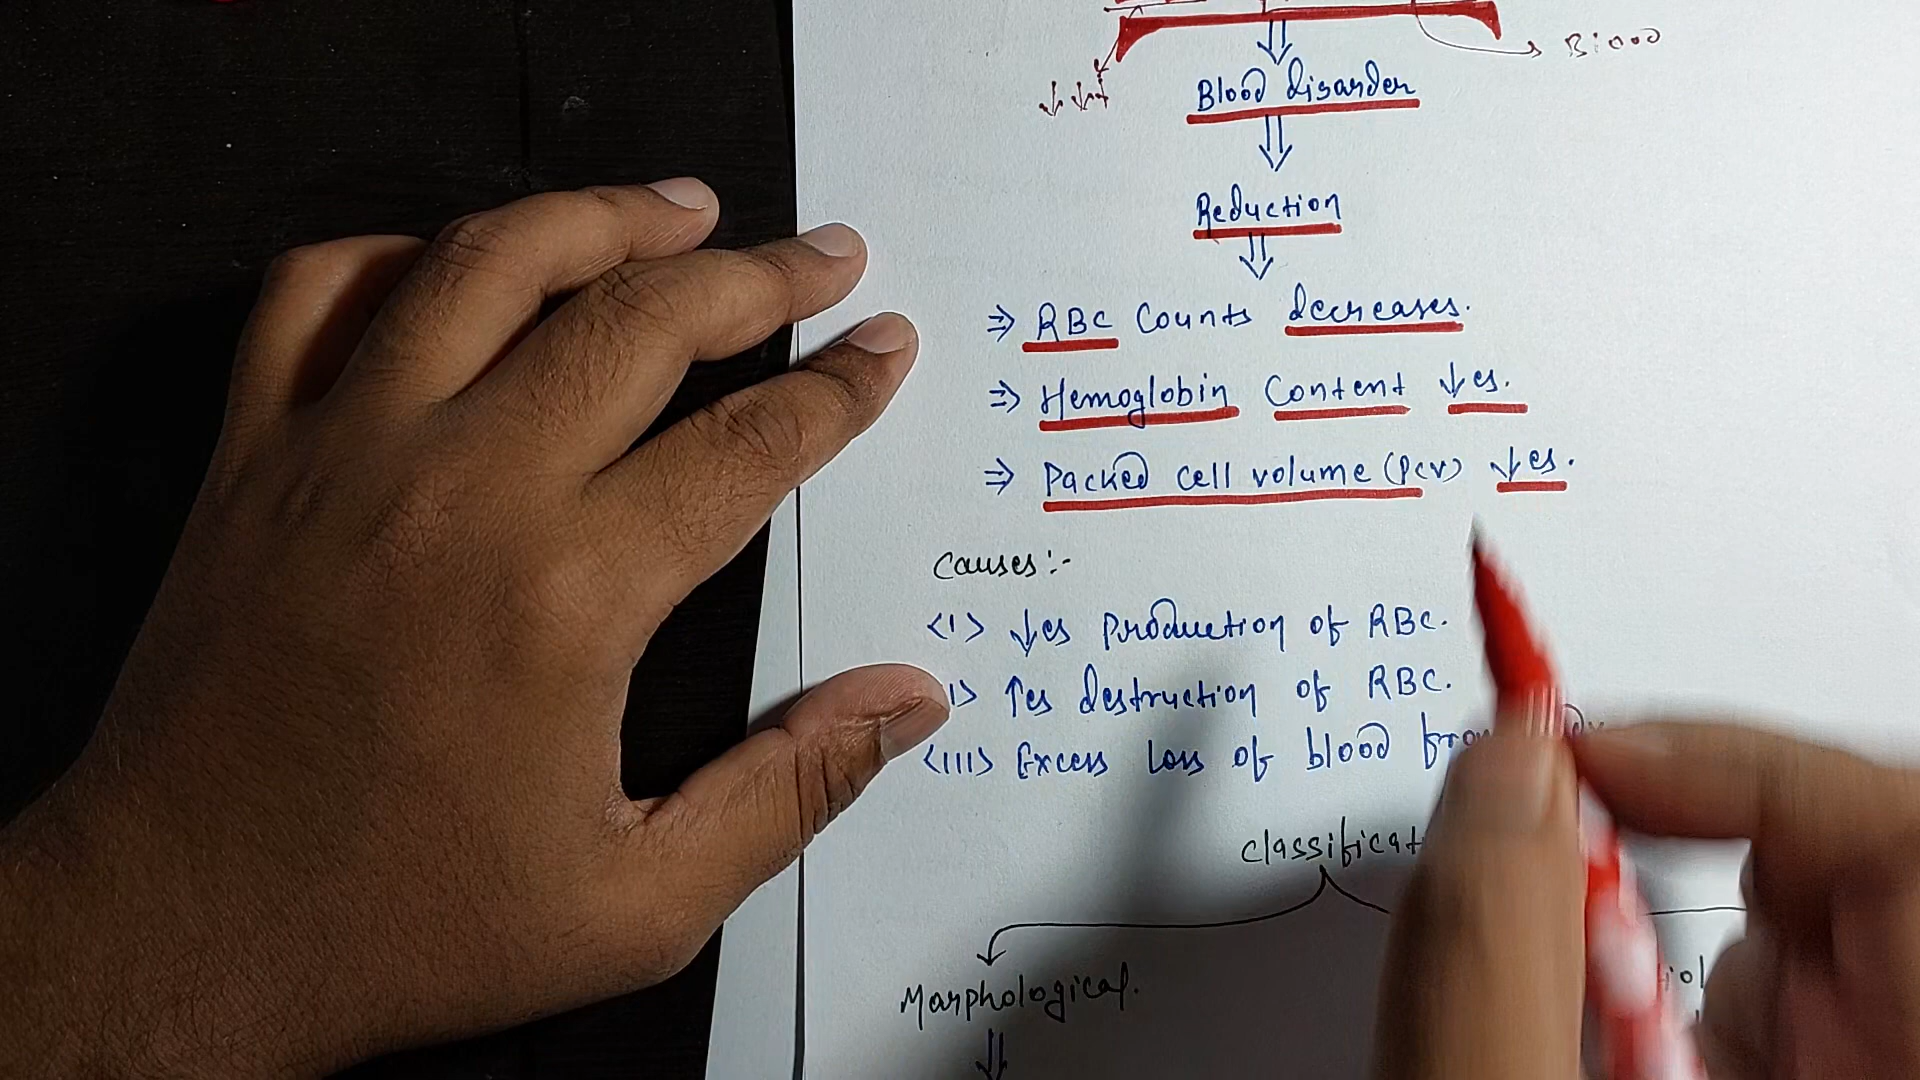 → Blood
↓ ↓
Blood disorder
⇓
Reduction
⇓
⇒ RBC Counts decreases.
⇒ Hemoglobin Content ↓es.
⇒ Packed cell volume (PCV) ↓es.
Causes :-
<I> ↓es production of RBC.
↑es destruction of RBC.
<III> Excess loss of blood
Morphological.
⇓